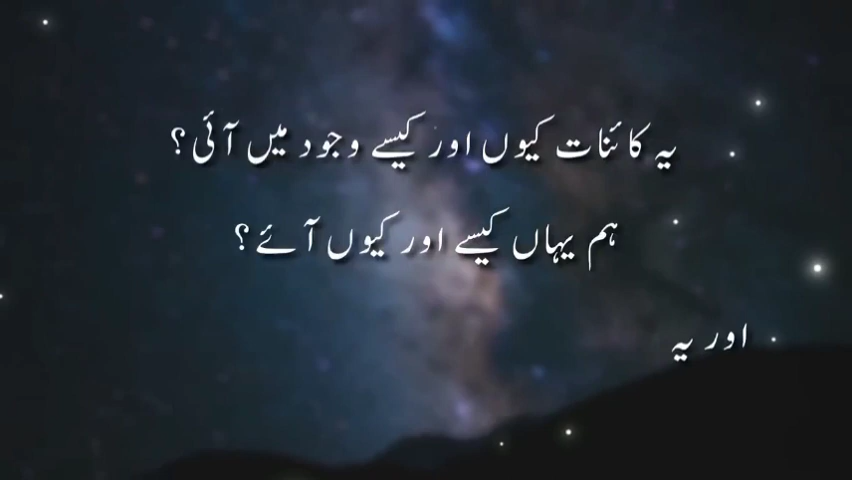 یہ کائنات کیوں اور کیسے وجود میں آئی؟
ہم یہاں کیسے اور کیوں آئے؟
اور یہ